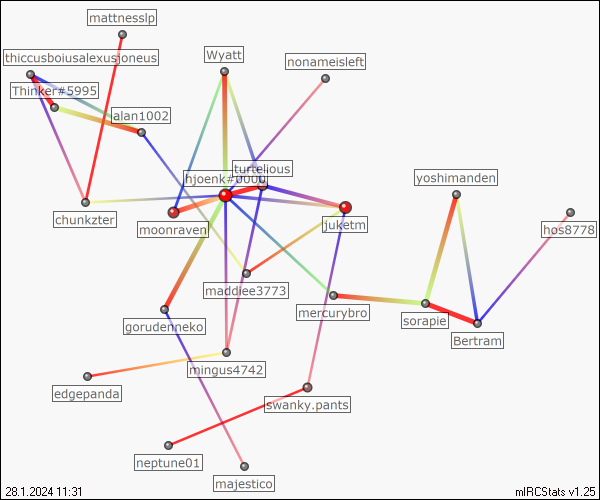 mattnesslp
thiccusboiusalexusjoneus
Wyatt
nonameisleft
Thinker#5995
alan1002
turtelious
hjoenk#0000
yoshimanden
chunkzter
moonraven
juketm
hos8778
maddiee3773
mercurybro
sorapie
gorudenneko
Bertram
mingus4742
edgepanda
swanky.pants
neptune01
majestico
28.1.2024 11:31
mIRCStats v1.25